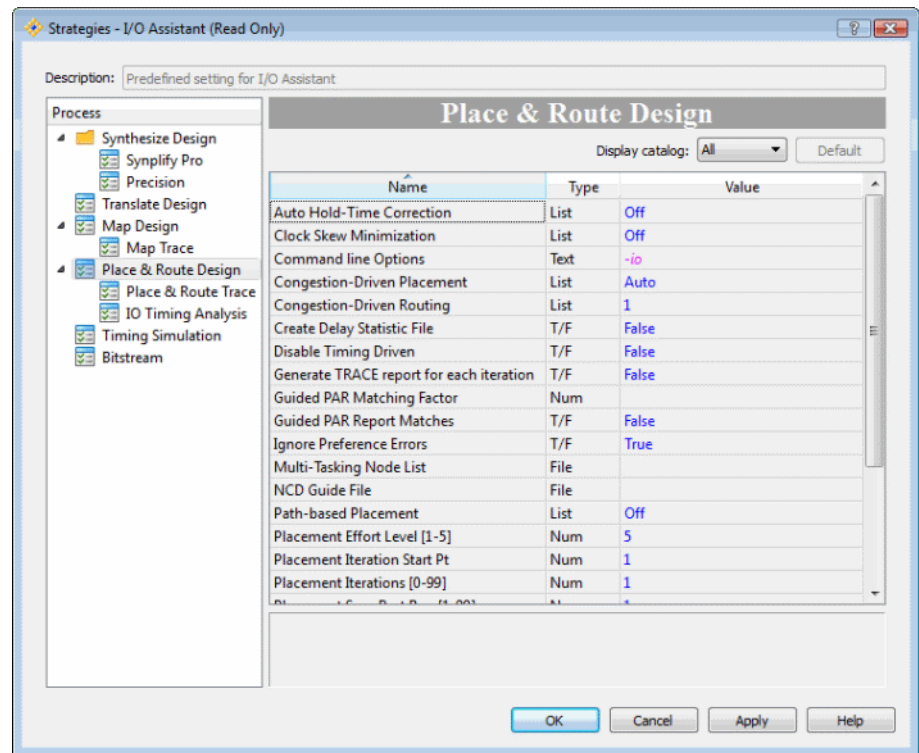 Strategies - I/O Assistant (Read Only)
Description: Predefined setting for I/O Assistant
Process
Synthesize Design
Synplify Pro
Precision
Translate Design
Map Design
Map Trace
Place & Route Design
Place & Route Trace
IO Timing Analysis
Timing Simulation
Bitstream
Place & Route Design
Display catalog: All Default
Name Type Value
Auto Hold-Time Correction List Off
Clock Skew Minimization List Off
Command line Options Text -io
Congestion-Driven Placement List Auto
Congestion-Driven Routing List 1
Create Delay Statistic File T/F False
Disable Timing Driven T/F False
Generate TRACE report for each iteration T/F False
Guided PAR Matching Factor Num
Guided PAR Report Matches T/F False
Ignore Preference Errors T/F True
Multi-Tasking Node List File
NCD Guide File File
Path-based Placement List Off
Placement Effort Level [1-5] Num 5
Placement Iteration Start Pt Num 1
Placement Iterations [0-99] Num 1
OK Cancel Apply Help